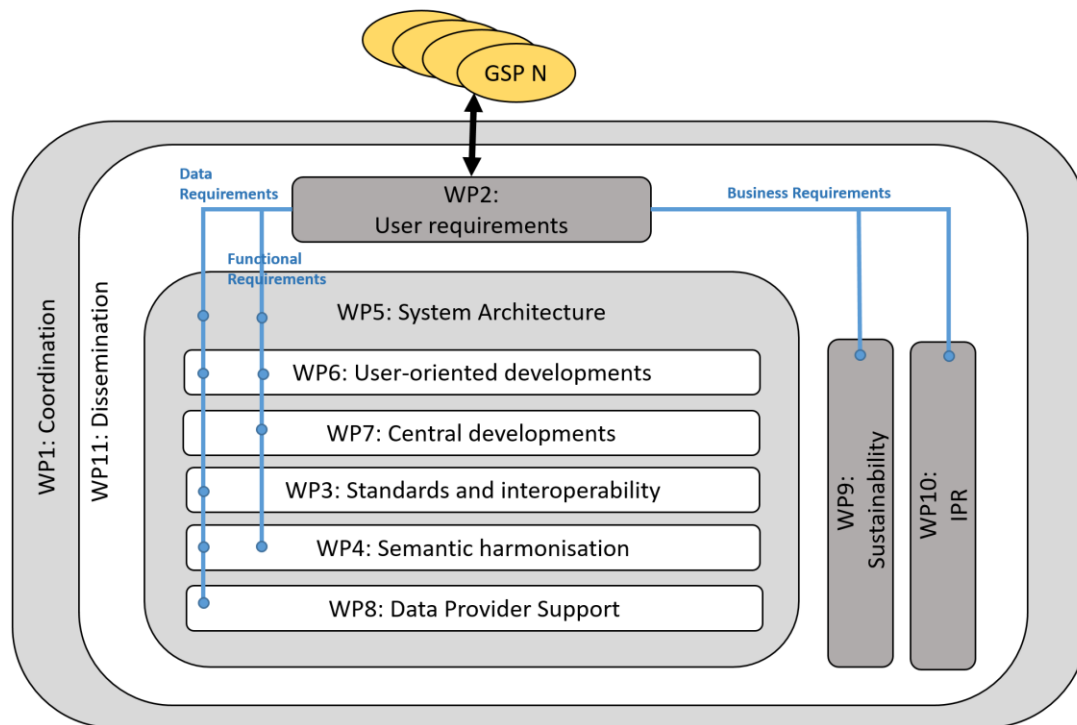 GSP N
Data
Requirements
WP2:
User requirements
Business Requirements
Functional
Requirements
WP5: System Architecture
WP6: User-oriented developments
WP7: Central developments
WP3: Standards and interoperability
WP4: Semantic harmonisation
WP8: Data Provider Support
WP1: Coordination
WP11: Dissemination
WP9:
Sustainability
WP10:
IPR